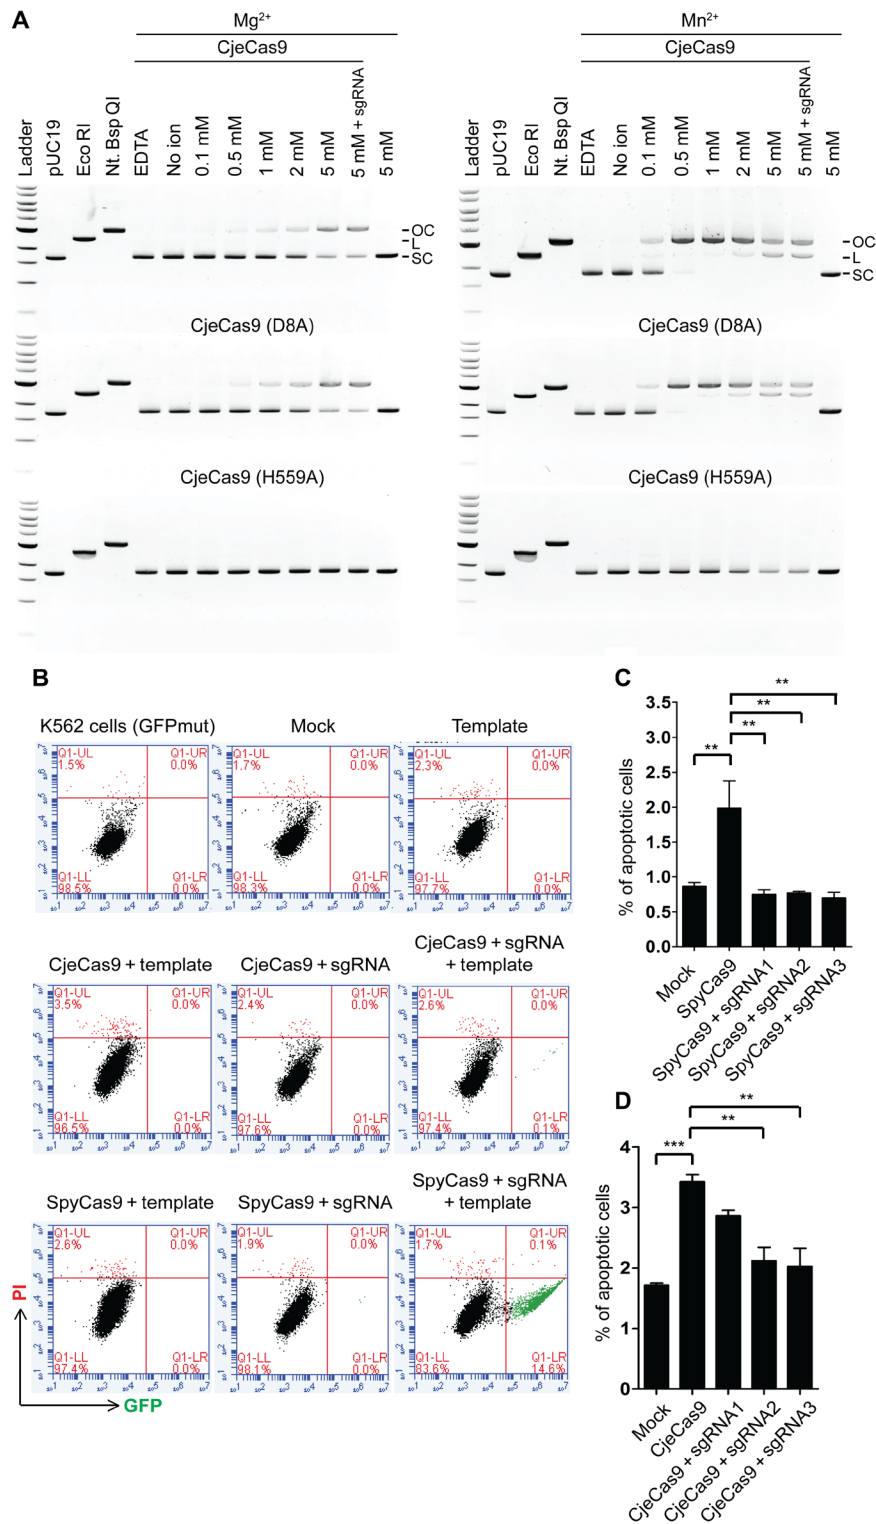 A
Mg2+
CjeCas9
Ladder
pUC19
Eco RI
Nt. Bsp QI
EDTA
No ion
0.1 mM
0.5 mM
1 mM
2 mM
5 mM
5 mM + sgRNA
5 mM
OC
L
SC
CjeCas9 (D8A)
CjeCas9 (H559A)
Mn2+
CjeCas9
Ladder
pUC19
Eco RI
Nt. Bsp QI
EDTA
No ion
0.1 mM
0.5 mM
1 mM
2 mM
5 mM
5 mM + sgRNA
5 mM
OC
L
SC
CjeCas9 (D8A)
CjeCas9 (H559A)
B
K562 cells (GFPmut)
Q1-UL
1.5%
Q1-UR
0.0%
Q1-LL
98.5%
Q1-LR
0.0%
Mock
Q1-UL
1.7%
Q1-UR
0.0%
Q1-LL
98.3%
Q1-LR
0.0%
Template
Q1-UL
2.3%
Q1-UR
0.0%
Q1-LL
97.7%
Q1-LR
0.0%
CjeCas9 + template
Q1-UL
3.5%
Q1-UR
0.0%
Q1-LL
96.5%
Q1-LR
0.0%
CjeCas9 + sgRNA
Q1-UL
2.4%
Q1-UR
0.0%
Q1-LL
97.6%
Q1-LR
0.0%
CjeCas9 + sgRNA
+ template
Q1-UL
2.6%
Q1-UR
0.0%
Q1-LL
97.4%
Q1-LR
0.1%
SpyCas9 + template
Q1-UL
2.6%
Q1-UR
0.0%
Q1-LL
97.4%
Q1-LR
0.0%
SpyCas9 + sgRNA
Q1-UL
1.9%
Q1-UR
0.0%
Q1-LL
98.1%
Q1-LR
0.0%
SpyCas9 + sgRNA
+ template
Q1-UL
1.7%
Q1-UR
0.1%
Q1-LL
83.6%
Q1-LR
14.6%
PI
GFP
C
% of apoptotic cells
3.5
3.0
2.5
2.0
1.5
1.0
0.5
0.0
**
**
**
**
Mock
SpyCas9
SpyCas9 + sgRNA1
SpyCas9 + sgRNA2
SpyCas9 + sgRNA3
D
% of apoptotic cells
4
3
2
1
0
***
**
**
Mock
CjeCas9
CjeCas9 + sgRNA1
CjeCas9 + sgRNA2
CjeCas9 + sgRNA3